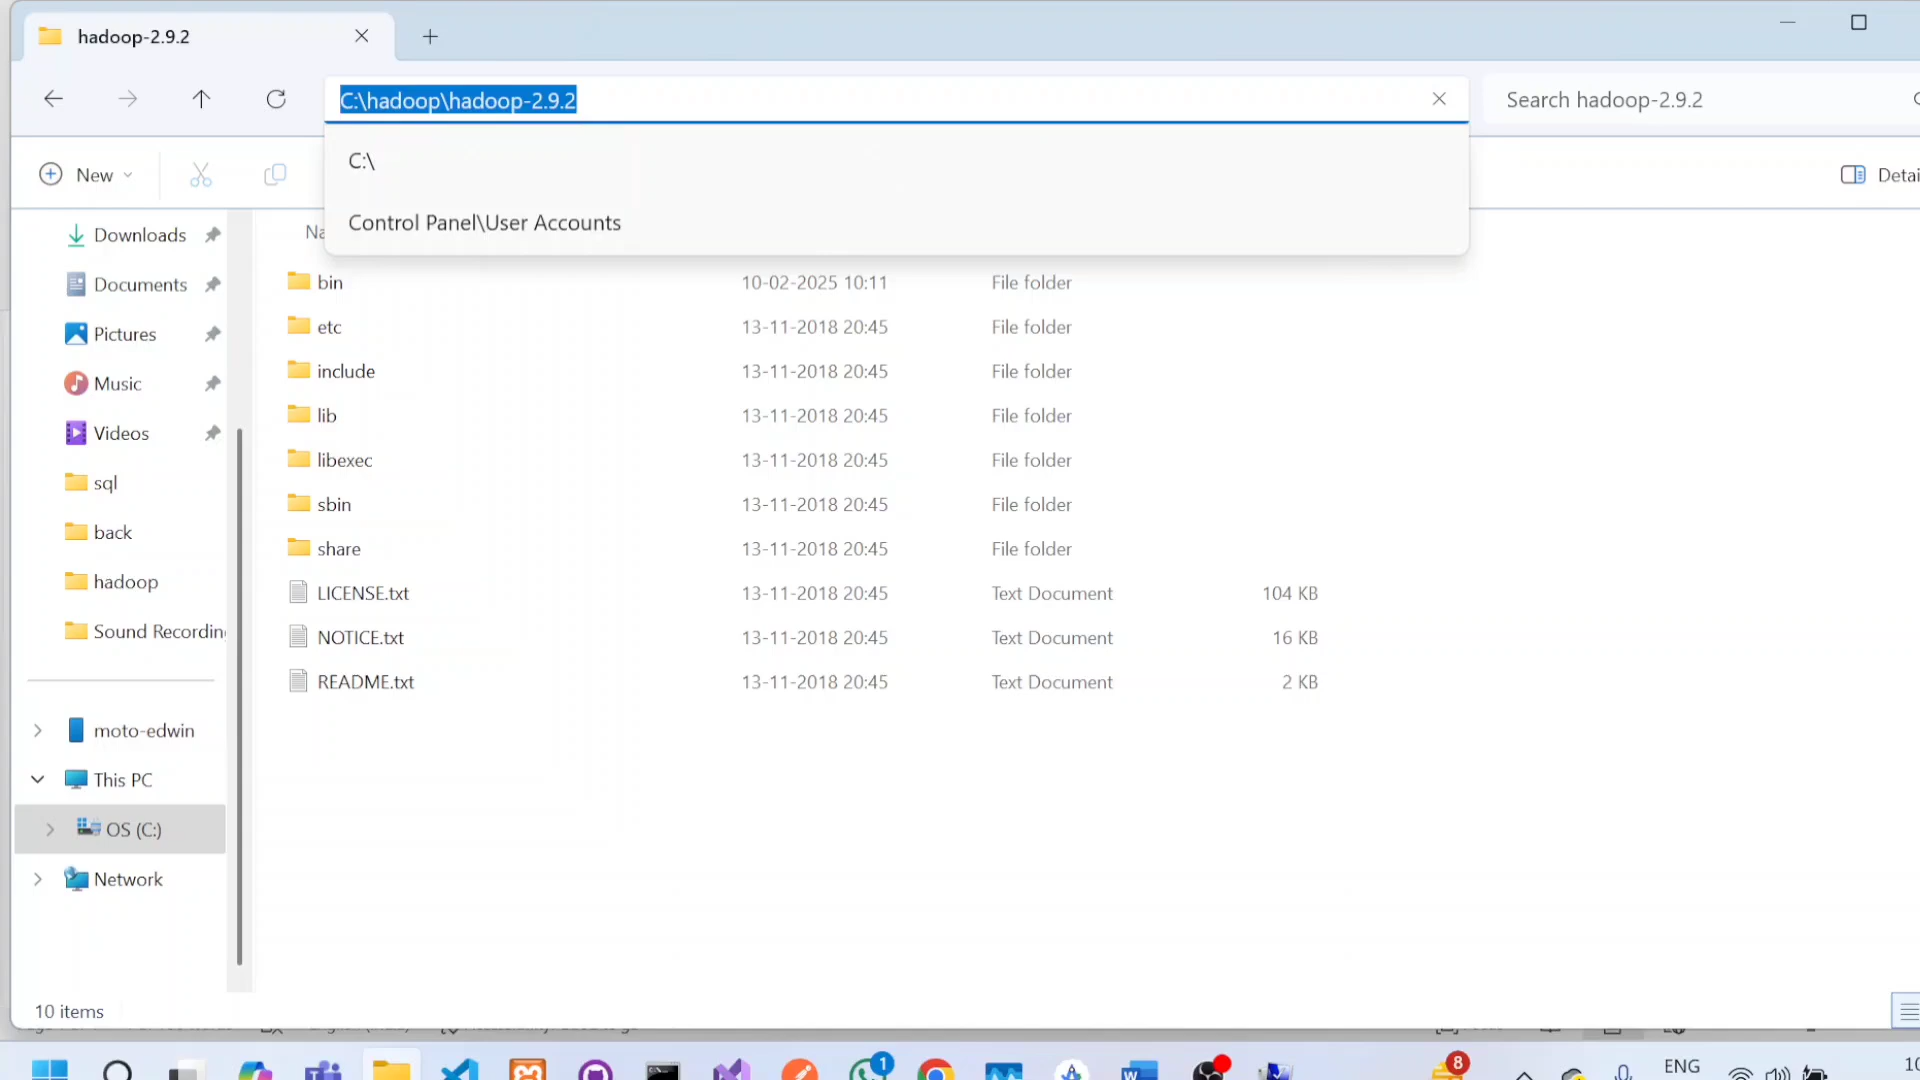 hadoop-2.9.2
C:\hadoop\hadoop-2.9.2
Search hadoop-2.9.2
C:\
New
Control Panel\User Accounts
Downloads
Documents
Pictures
Music
Videos
sql
back
hadoop
Sound Recordin
moto-edwin
This PC
OS (C:)
Network
bin 10-02-2025 10:11 File folder
etc 13-11-2018 20:45 File folder
include 13-11-2018 20:45 File folder
lib 13-11-2018 20:45 File folder
libexec 13-11-2018 20:45 File folder
sbin 13-11-2018 20:45 File folder
share 13-11-2018 20:45 File folder
LICENSE.txt 13-11-2018 20:45 Text Document 104 KB
NOTICE.txt 13-11-2018 20:45 Text Document 16 KB
README.txt 13-11-2018 20:45 Text Document 2 KB
10 items
1
8
ENG